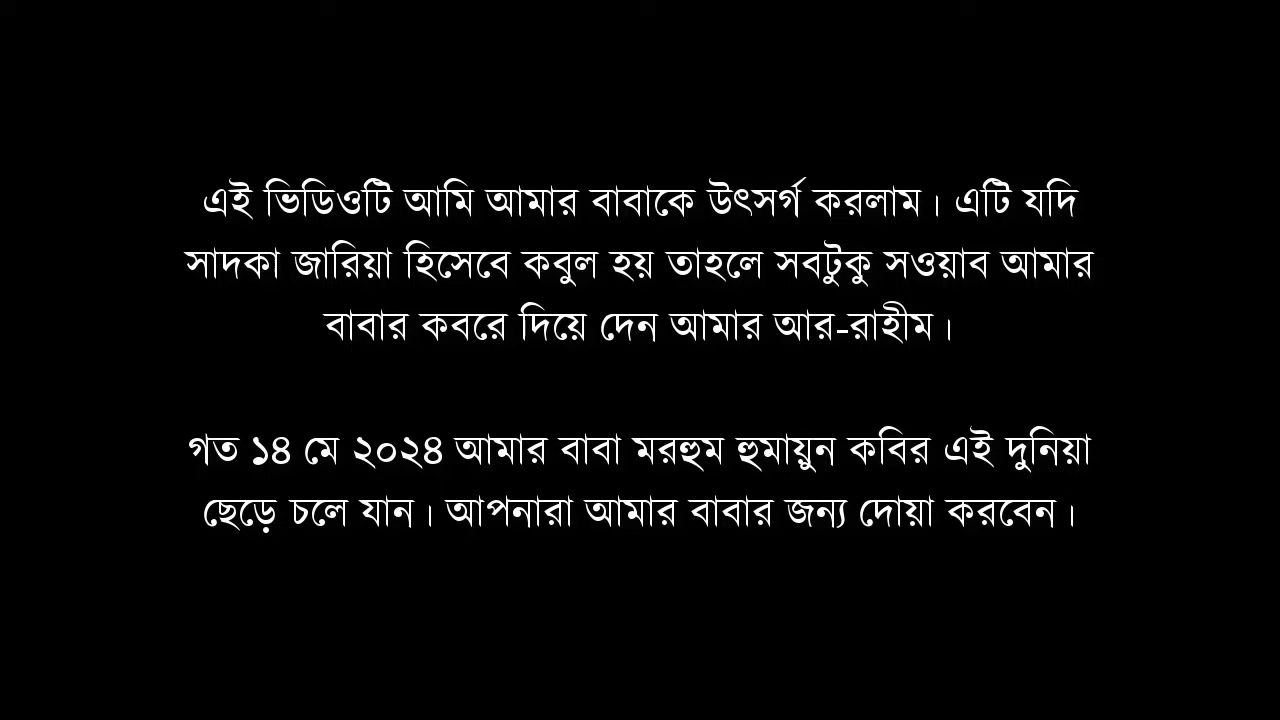 এই ভিডিওটি আমি আমার বাবাকে উৎসর্গ করলাম। এটি যদি
সাদকা জারিয়া হিসেবে কবুল হয় তাহলে সবটুকু সওয়াব আমার
বাবার কবরে দিয়ে দেন আমার আর-রাহীম।
গত ১৪ মে ২০২৪ আমার বাবা মরহুম হুমায়ুন কবির এই দুনিয়া
ছেড়ে চলে যান। আপনারা আমার বাবার জন্য দোয়া করবেন।